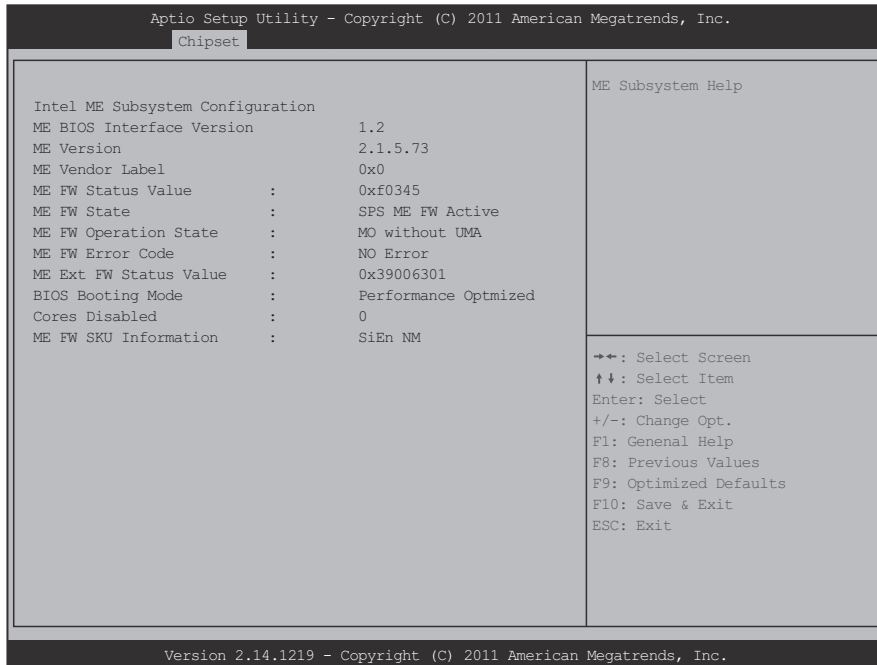 Aptio Setup Utility - Copyright (C) 2011 American Megatrends, Inc.
Chipset
Intel ME Subsystem Configuration
ME BIOS Interface Version 1.2
ME Version 2.1.5.73
ME Vendor Label 0x0
ME FW Status Value : 0xf0345
ME FW State : SPS ME FW Active
ME FW Operation State : MO without UMA
ME FW Error Code : NO Error
ME Ext FW Status Value : 0x39006301
BIOS Booting Mode : Performance Optmized
Cores Disabled : 0
ME FW SKU Information : SiEn NM
ME Subsystem Help
→←: Select Screen
↑↓: Select Item
Enter: Select
+/-: Change Opt.
F1: Genenal Help
F8: Previous Values
F9: Optimized Defaults
F10: Save & Exit
ESC: Exit
Version 2.14.1219 - Copyright (C) 2011 American Megatrends, Inc.